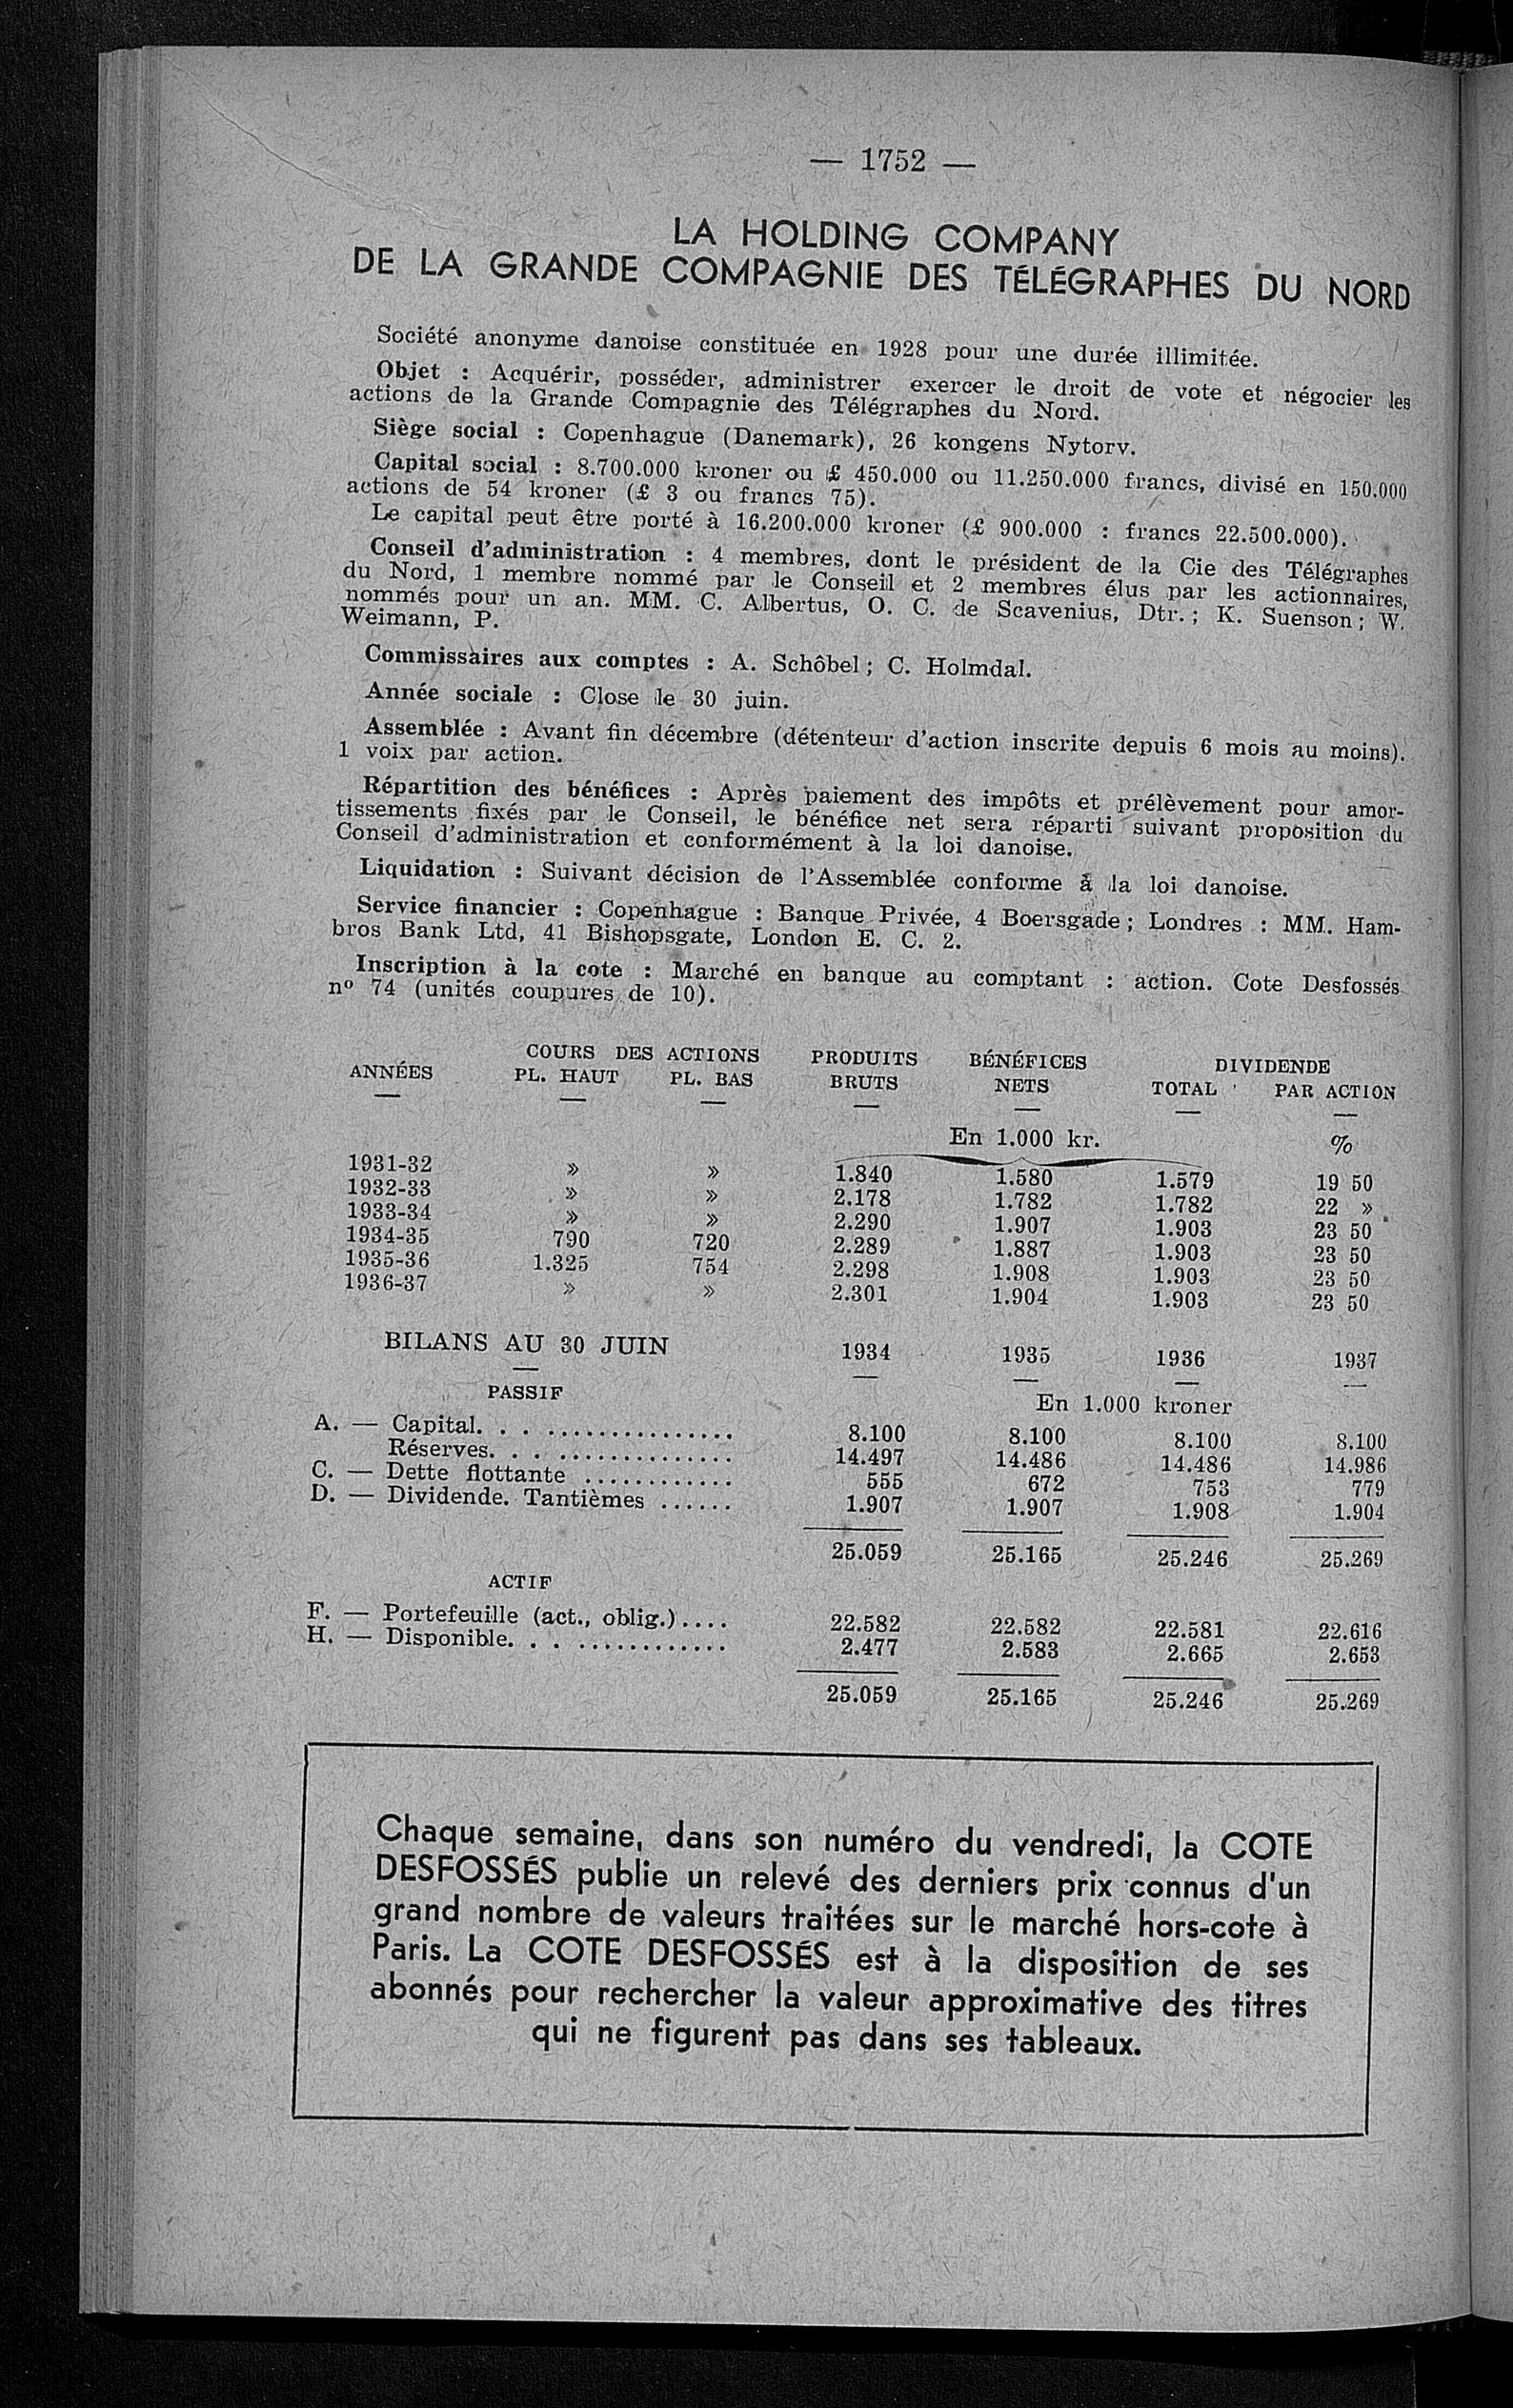 — 1752 —
LA HOLDING COMPANY
DE LA GRANDE COMPAGNIE DES TÉLÉGRAPHES DU NORD
Société anonyme danoise constituée en 1928 pour une durée illimitée.
Objet : Acquérir, posséder, administrer exercer le droit de vote et négocier les
actions de la Grande Compagnie des Télégraphes du Nord.
Siège social : Copenhague (Danemark), 26 kongens Nytorv.
Capital social : 8.700.000 kroner ou £ 450.000 ou 11.250.000 francs, divisé en 150.000
actions de 54 kroner (£ 3 ou francs 75).
Le capital peut être porté à 16.200.000 kroner (£ 900.000 : francs 22.500.000).
Conseil d'administration : 4 membres, dont le président de la Cie des Télégraphes
du Nord, 1 membre nommé par le Conseil et 2 membres élus par les actionnaires,
nommés pour un an. MM. C. Albertus, O. C. de Scavenius, Dtr. ; K. Suenson ; W.
Weimann, P.
Commissaires aux comptes : A. Schôbel ; C. Holmdal.
Année sociale : Close le 30 juin.
Assemblée : Avant fin décembre (détenteur d'action inscrite depuis 6 mois au moins).
1 voix par action.
Répartition des bénéfices : Après paiement des impôts et prélèvement pour amor-
tissements fixés par le Conseil, le bénéfice net sera réparti suivant proposition du
Conseil d'administration et conformément à la loi danoise.
Liquidation : Suivant décision de l'Assemblée conforme à la loi danoise.
Service financier : Copenhague : Banque Privée, 4 Boersgade ; Londres : MM. Ham-
bros Bank Ltd, 41 Bishopsgate, London E. C. 2.
Inscription à la cote : Marché en banque au comptant : action. Cote Desfossés
nº 74 (unités coupures de 10).
COURS DES ACTIONS PRODUITS BÉNÉFICES DIVIDENDE
ANNÉES PL. HAUT PL. BAS BRUTS NETS TOTAL PAR ACTION
En 1.000 kr. %
1931-32 » » 1.840 1.580 1.579 19 50
1932-33 » » 2.178 1.782 1.782 22 »
1933-34 » » 2.290 1.907 1.903 23 50
1934-35 790 720 2.289 1.887 1.903 23 50
1935-36 1.325 754 2.298 1.908 1.903 23 50
1936-37 » » 2.301 1.904 1.903 23 50
BILANS AU 30 JUIN 1934 1935 1936 1937
PASSIF En 1.000 kroner
A. — Capital. . . ............... 8.100 8.100 8.100 8.100
Réserves. . . .............. 14.497 14.486 14.486 14.986
C. — Dette flottante ............ 555 672 753 779
D. — Dividende. Tantièmes ...... 1.907 1.907 1.908 1.904
25.059 25.165 25.246 25.269
ACTIF
F. — Portefeuille (act., oblig.).... 22.582 22.582 22.581 22.616
H. — Disponible. . . ............ 2.477 2.583 2.665 2.653
25.059 25.165 25.246 25.269
Chaque semaine, dans son numéro du vendredi, la COTE
DESFOSSÉS publie un relevé des derniers prix connus d'un
grand nombre de valeurs traitées sur le marché hors-cote à
Paris. La COTE DESFOSSÉS est à la disposition de ses
abonnés pour rechercher la valeur approximative des titres
qui ne figurent pas dans ses tableaux.